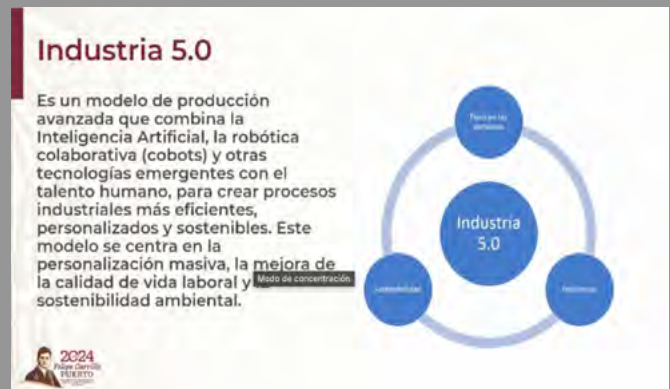 Industria 5.0
Es un modelo de producción
avanzada que combina la
Inteligencia Artificial, la robótica
colaborativa (cobots) y otras
tecnologías emergentes con el
talento humano, para crear procesos
industriales más eficientes,
personalizados y sostenibles. Este
modelo se centra en la
personalización masiva, la mejora de
la calidad de vida laboral y
Modo de concentración
sostenibilidad ambiental.
Industria
5.0
Sostenibilidad
Resiliencia
2024
Felipe Carrillo
PUERTO